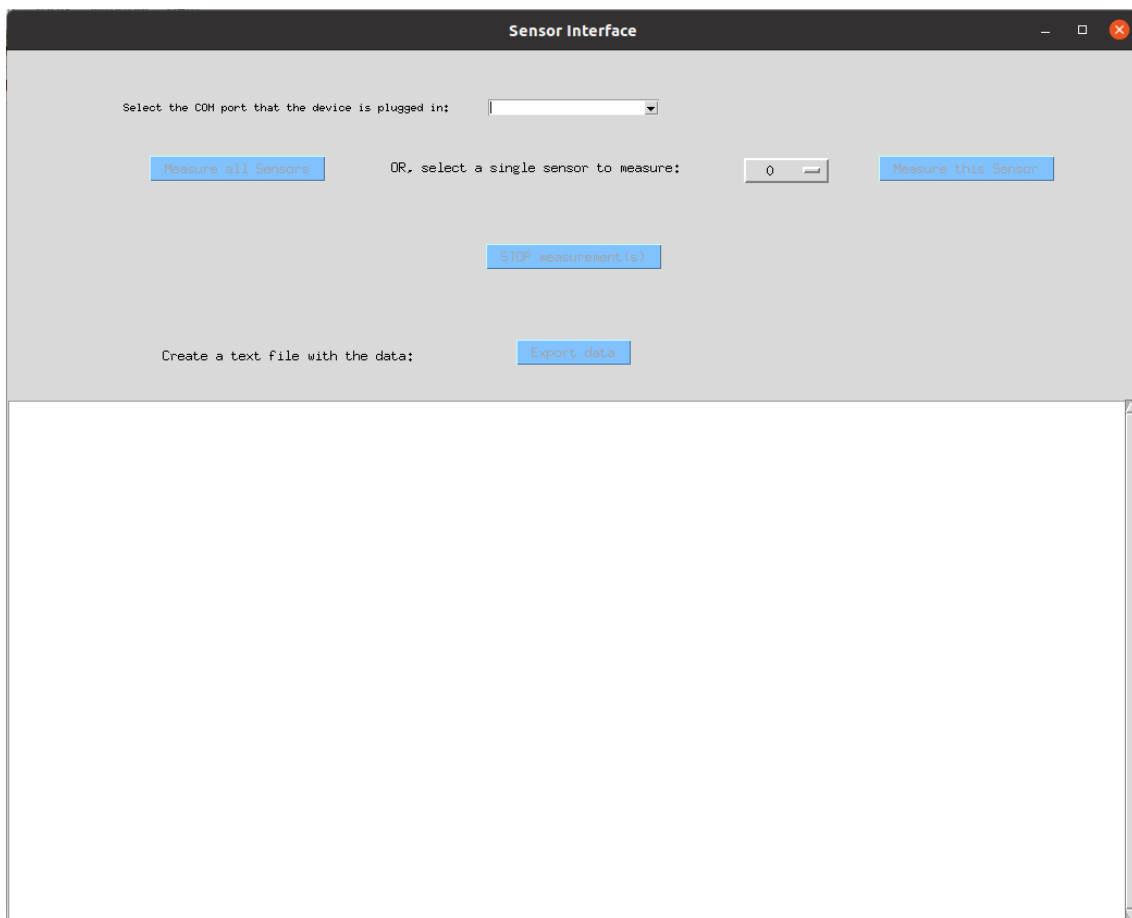 Sensor Interface
Select the COM port that the device is plugged in:
Measure all Sensors OR, select a single sensor to measure: 0 Measure this Sensor
STOP measurement(s)
Create a text file with the data: Export data